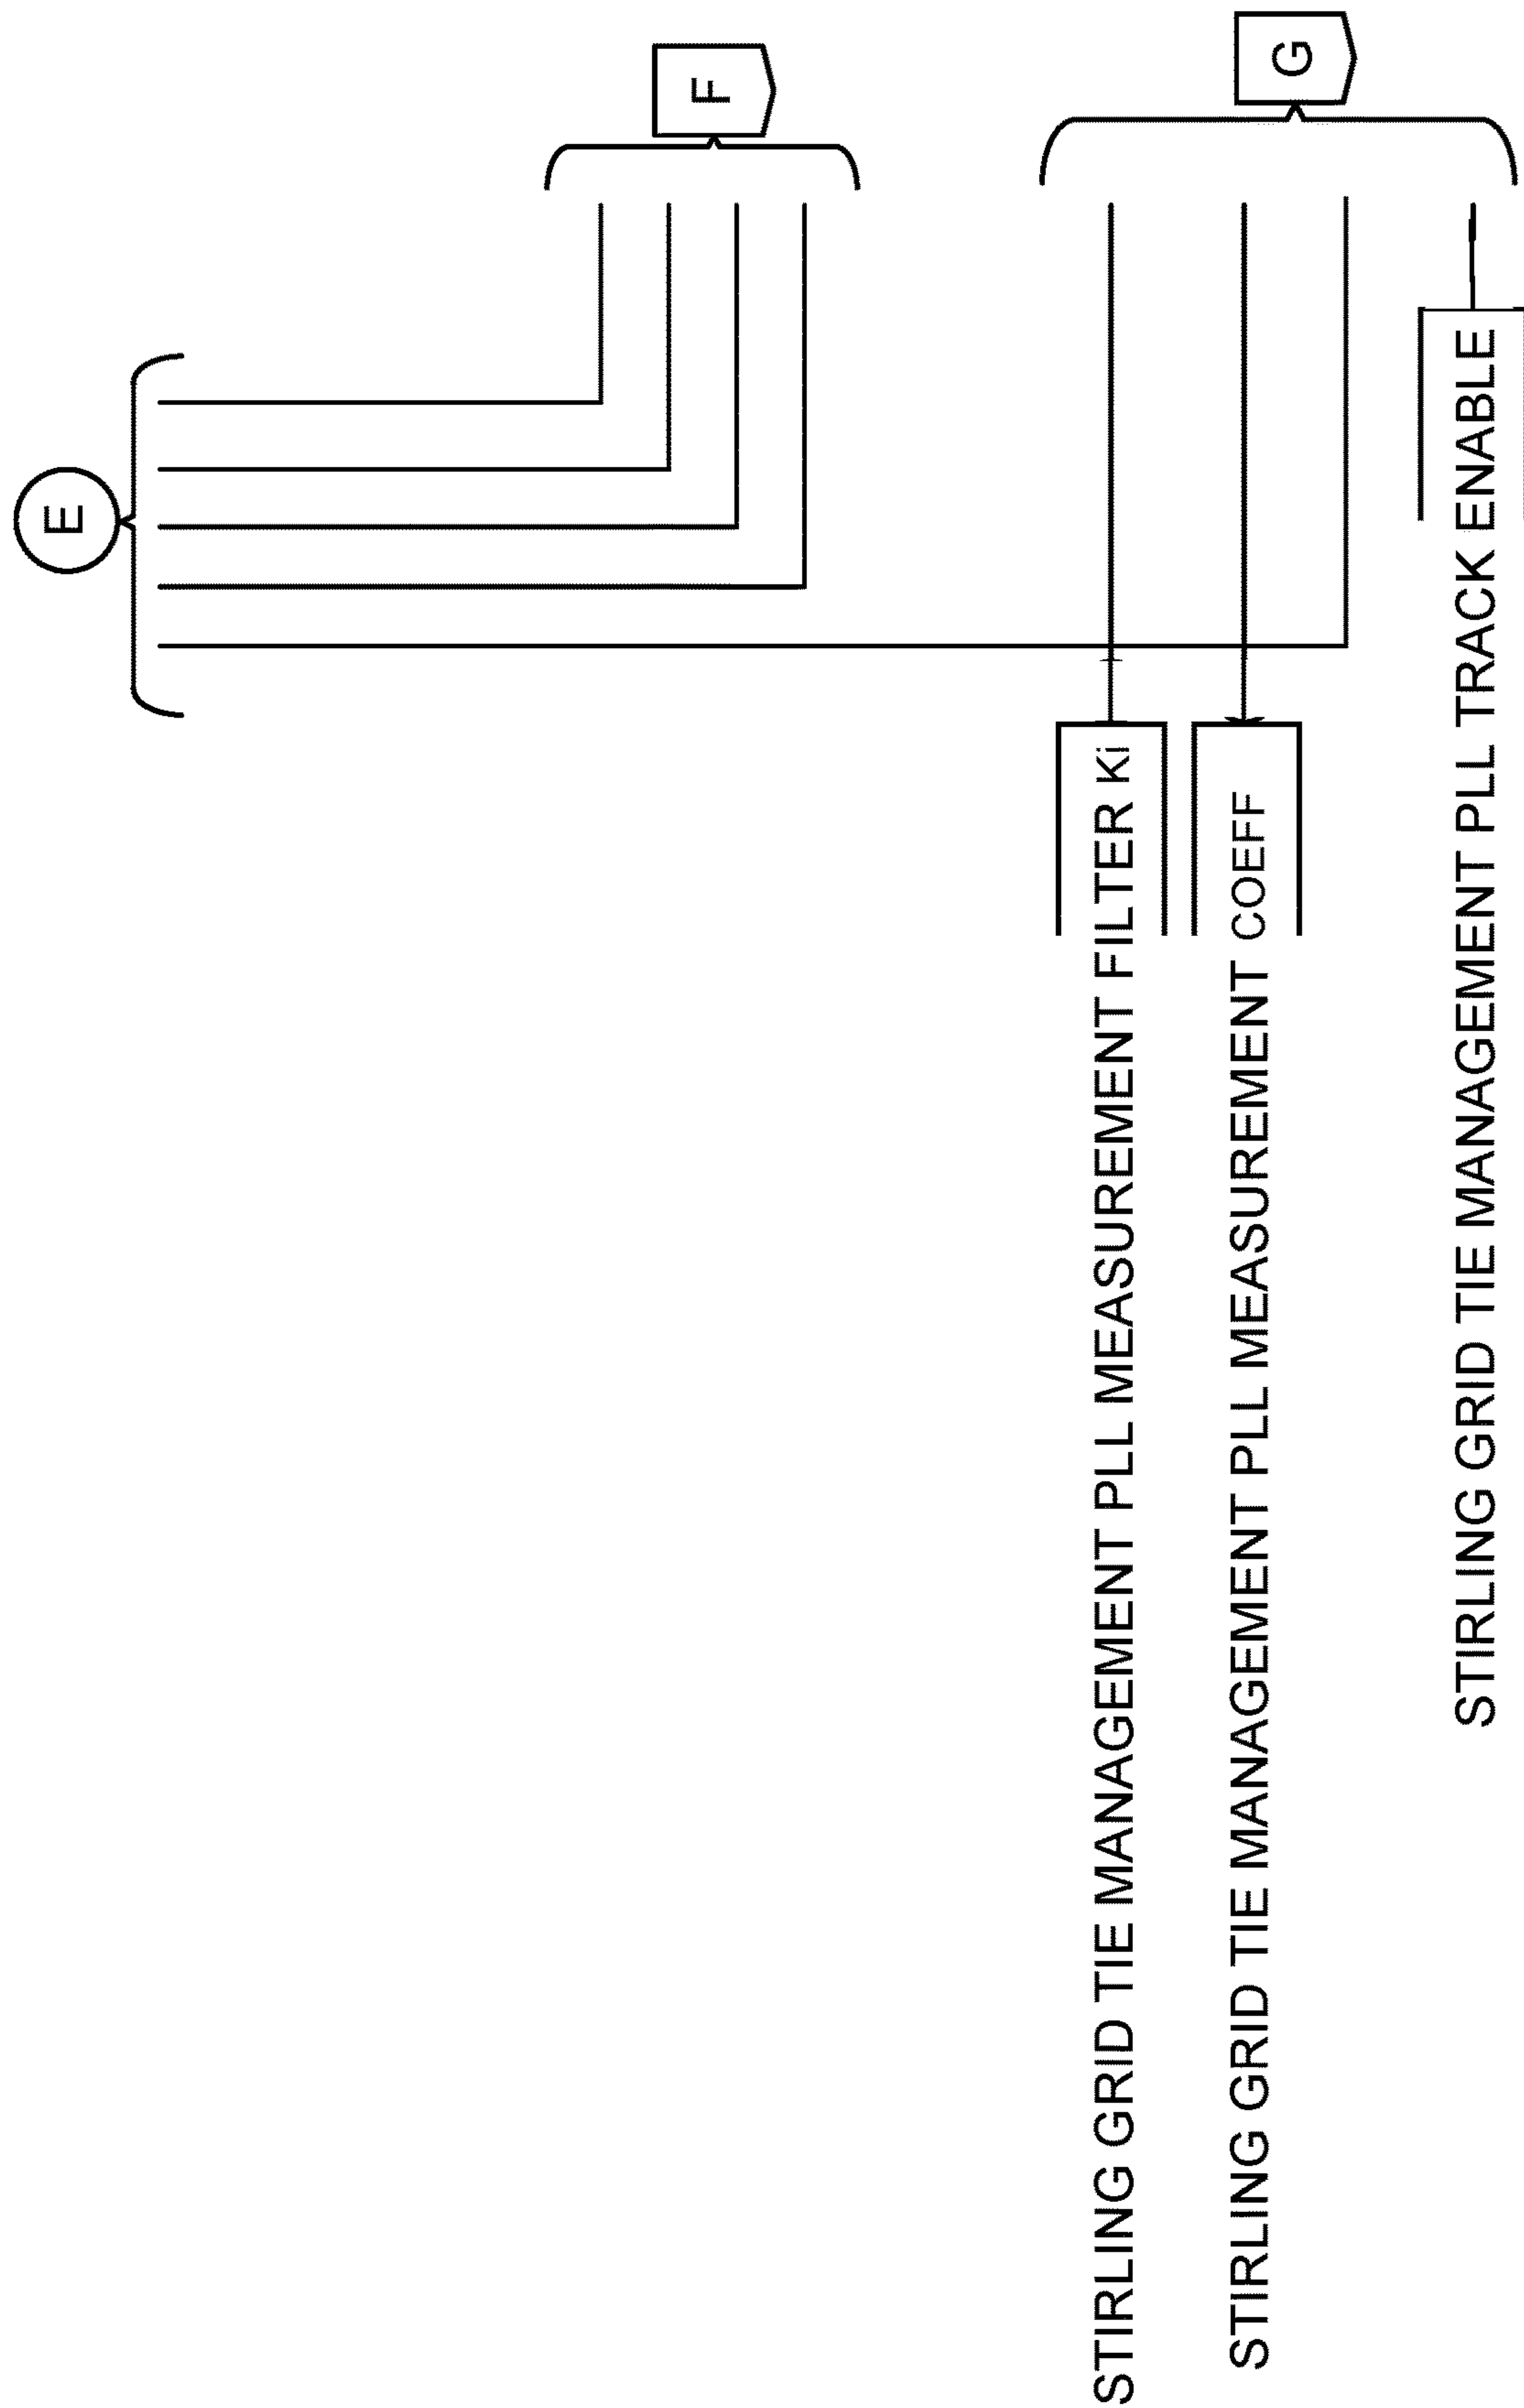 E
F
G
STIRLING GRID TIE MANAGEMENT PLL MEASUREMENT FILTER Ki
STIRLING GRID TIE MANAGEMENT PLL MEASUREMENT COEFF
STIRLING GRID TIE MANAGEMENT PLL TRACK ENABLE